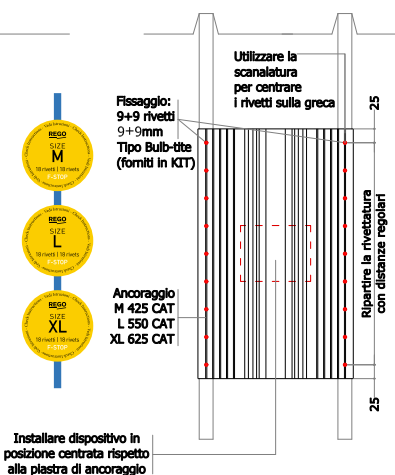 Utilizzare la
scanalatura
per centrare
i rivetti sulla greca
25
Fissaggio:
9+9 rivetti
9+9mm
Tipo Bulb-tite
(forniti in KIT)
REGO
SIZE
M
18 rivetti | 18 rivets
F-STOP
REGO
SIZE
L
18 rivetti | 18 rivets
F-STOP
REGO
SIZE
XL
18 rivetti | 18 rivets
F-STOP
Ripartire la rivettatura
con distanze regolari
Ancoraggio
M 425 CAT
L 550 CAT
XL 625 CAT
25
Installare dispositivo in
posizione centrata rispetto
alla piastra di ancoraggio